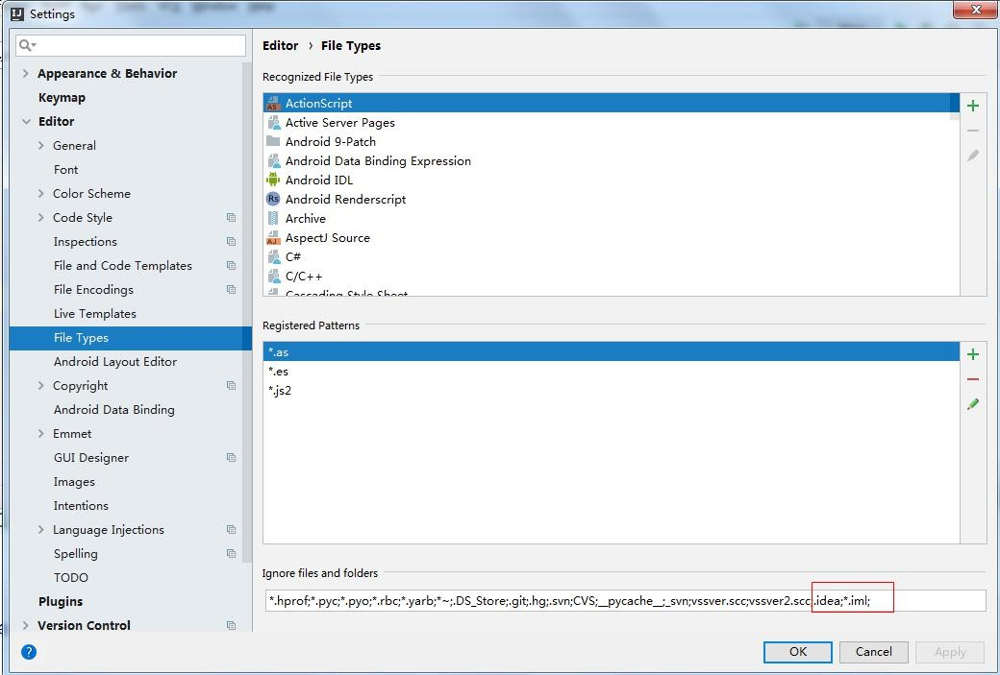 Settings
Appearance & Behavior
Keymap
Editor
General
Font
Color Scheme
Code Style
Inspections
File and Code Templates
File Encodings
Live Templates
File Types
Android Layout Editor
Copyright
Android Data Binding
Emmet
GUI Designer
Images
Intentions
Language Injections
Spelling
TODO
Plugins
Version Control
Editor › File Types
Recognized File Types
ActionScript
Active Server Pages
Android 9-Patch
Android Data Binding Expression
Android IDL
Android Renderscript
Archive
AspectJ Source
C#
C/C++
Cascading Style Sheet
Registered Patterns
*.as
*.es
*.js2
Ignore files and folders
*.hprof;*.pyc;*.pyo;*.rbc;*.yarb;*~;.DS_Store;.git;.hg;.svn;CVS;__pycache__;_svn;vssver.scc;vssver2.scc;.idea;*.iml;
OK
Cancel
Apply